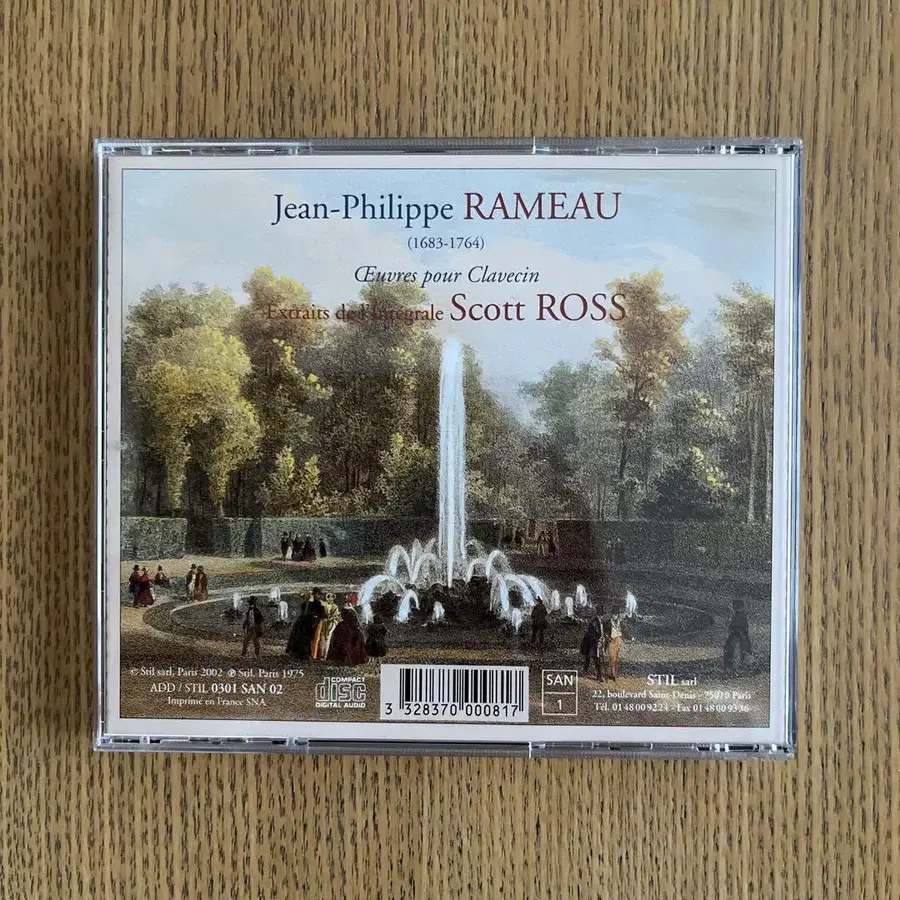 Jean-Philippe RAMEAU
(1683-1764)
Œuvres pour Clavecin
Extraits de l'Intégrale Scott ROSS
© Stil sarl, Paris 2002 ℗ Stil, Paris 1975
ADD / STIL 0301 SAN 02
Imprimé en France SNA
COMPACT
disc
DIGITAL AUDIO
3 328370 000817
SAN
1
STIL sarl
22, boulevard Saint-Denis - 75010 Paris
Tél. 01 48 00 92 24 / Fax 01 48 00 93 36